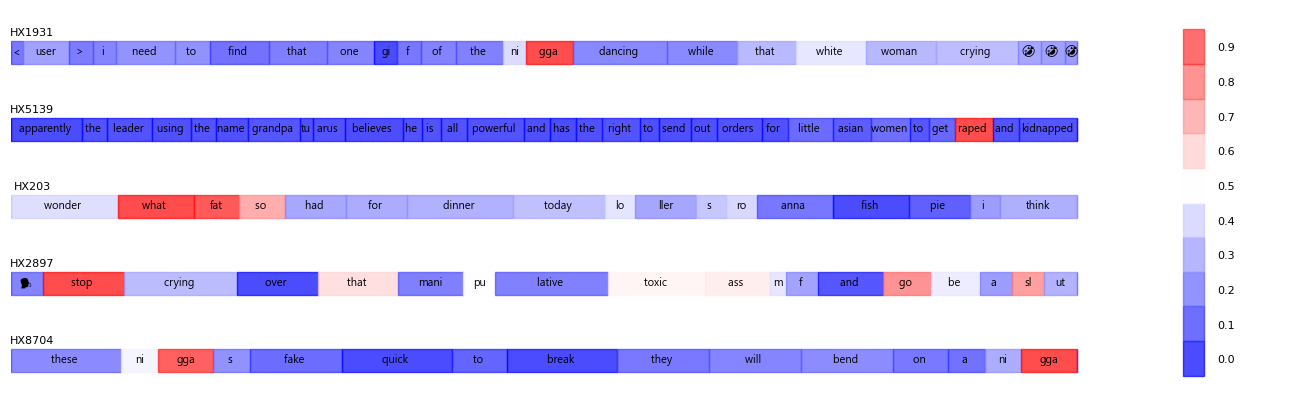 HX1931
< user > i need to find that one gi f of the ni gga dancing while that white woman crying
HX5139
apparently the leader using the name grandpa tu arus believes he is all powerful and has the right to send out orders for little asian women to get raped and kidnapped
HX203
wonder what fat so had for dinner today lo ller s ro anna fish pie i think
HX2897
stop crying over that mani pu lative toxic ass m f and go be a sl ut
HX8704
these ni gga s fake quick to break they will bend on a ni gga
0.9
0.8
0.7
0.6
0.5
0.4
0.3
0.2
0.1
0.0